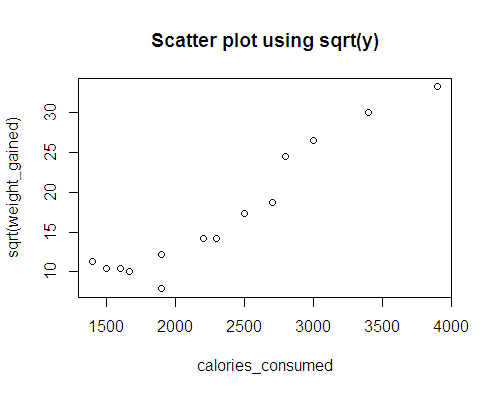 Scatter plot using sqrt(y)
sqrt(weight_gained)
30
25
20
15
10
1500 2000 2500 3000 3500 4000
calories_consumed